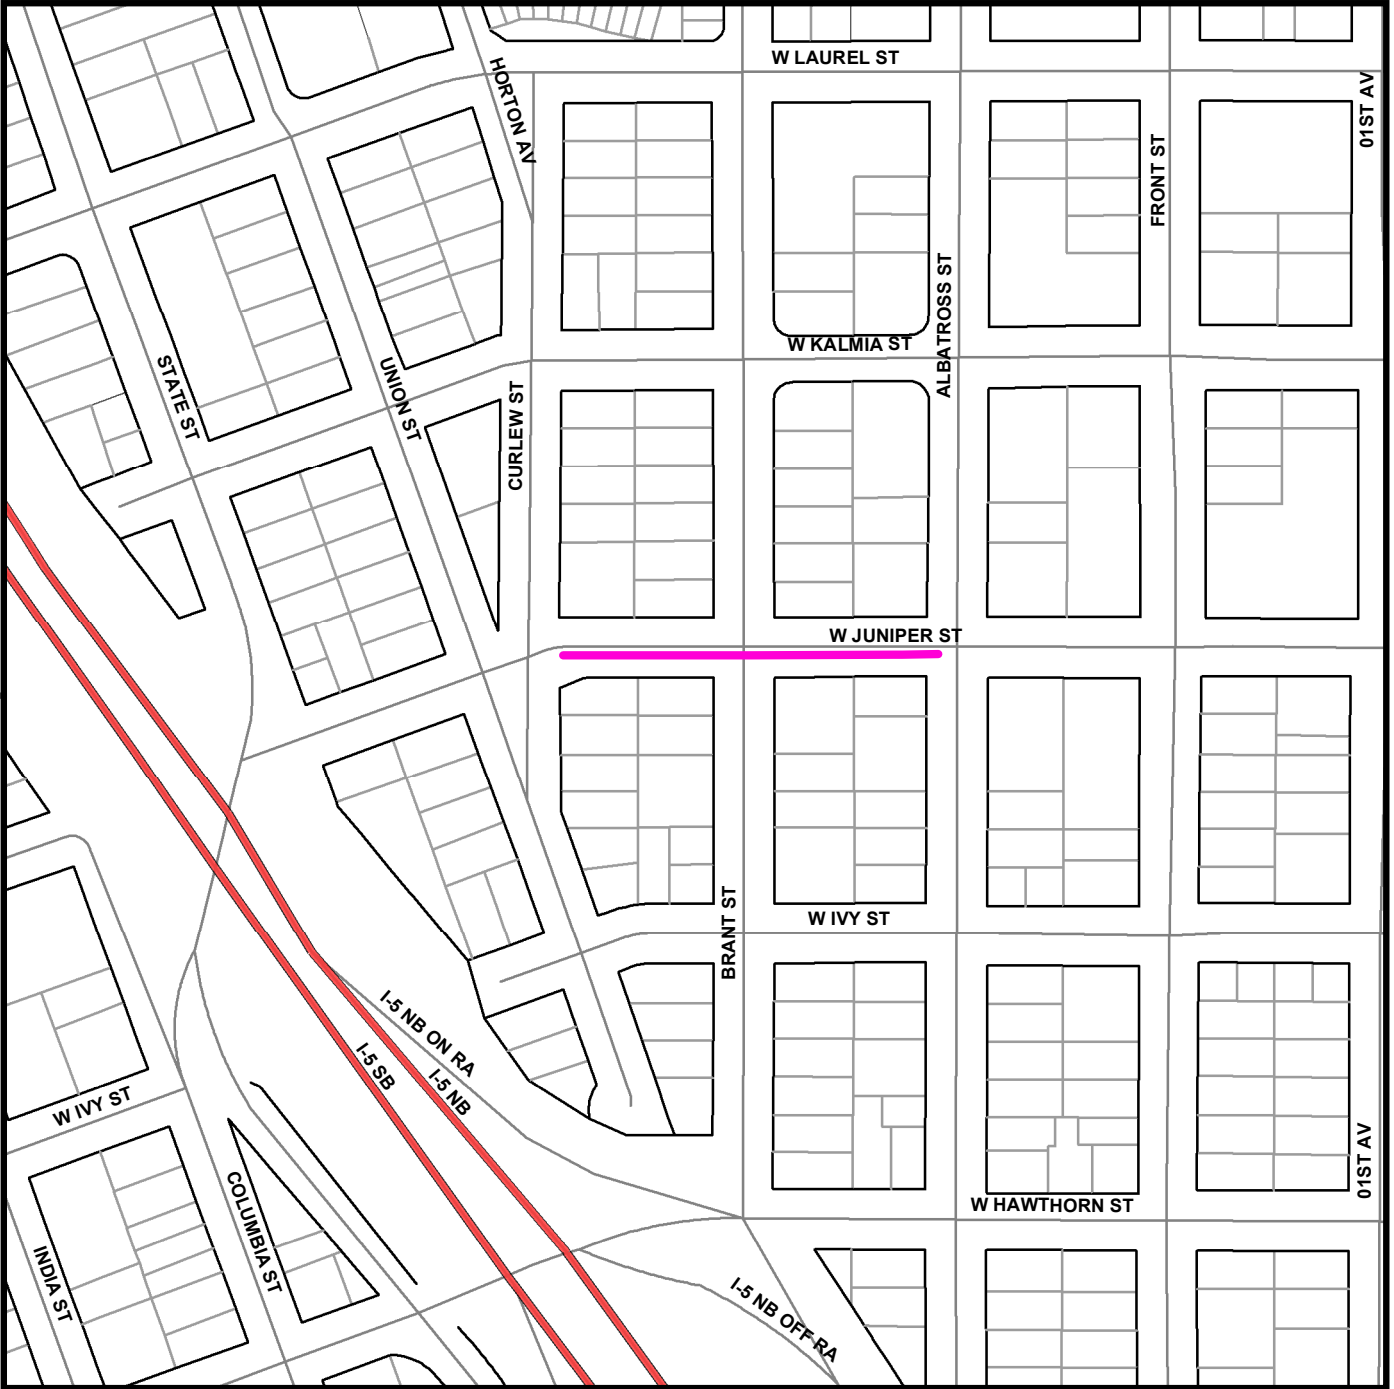 W LAUREL ST
HORTON AV
01ST AV
FRONT ST
ALBATROSS ST
W KALMIA ST
STATE ST
UNION ST
CURLEW ST
W JUNIPER ST
BRANT ST
W IVY ST
I-5 NB ON RA
I-5 SB
I-5 NB
W IVY ST
01ST AV
COLUMBIA ST
W HAWTHORN ST
INDIA ST
I-5 NB OFF RA